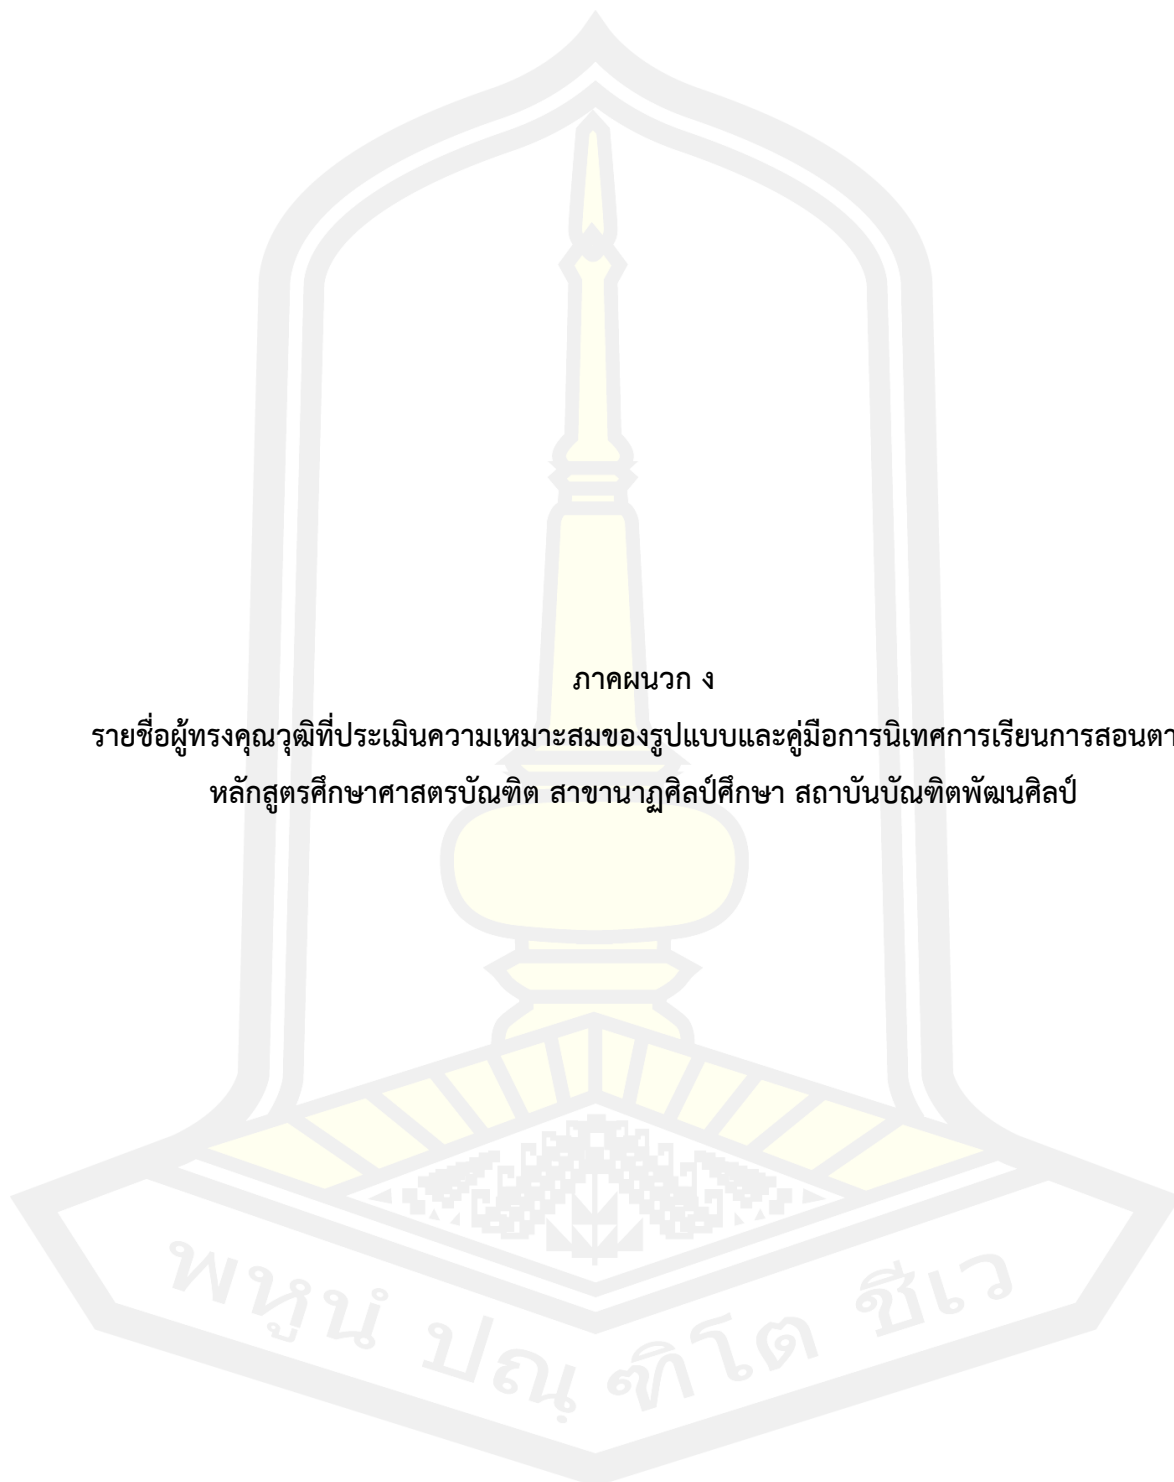 ภาคผนวก ง
รายชื่อผู้ทรงคุณวุฒิที่ประเมินความเหมาะสมของรูปแบบและคู่มือการนิเทศการเรียนการสอนตา
หลักสูตรศึกษาศาสตรบัณฑิต สาขานาฏศิลป์ศึกษา สถาบันบัณฑิตพัฒนศิลป์
พหูนํ ปณฺฑิโต ชีเว